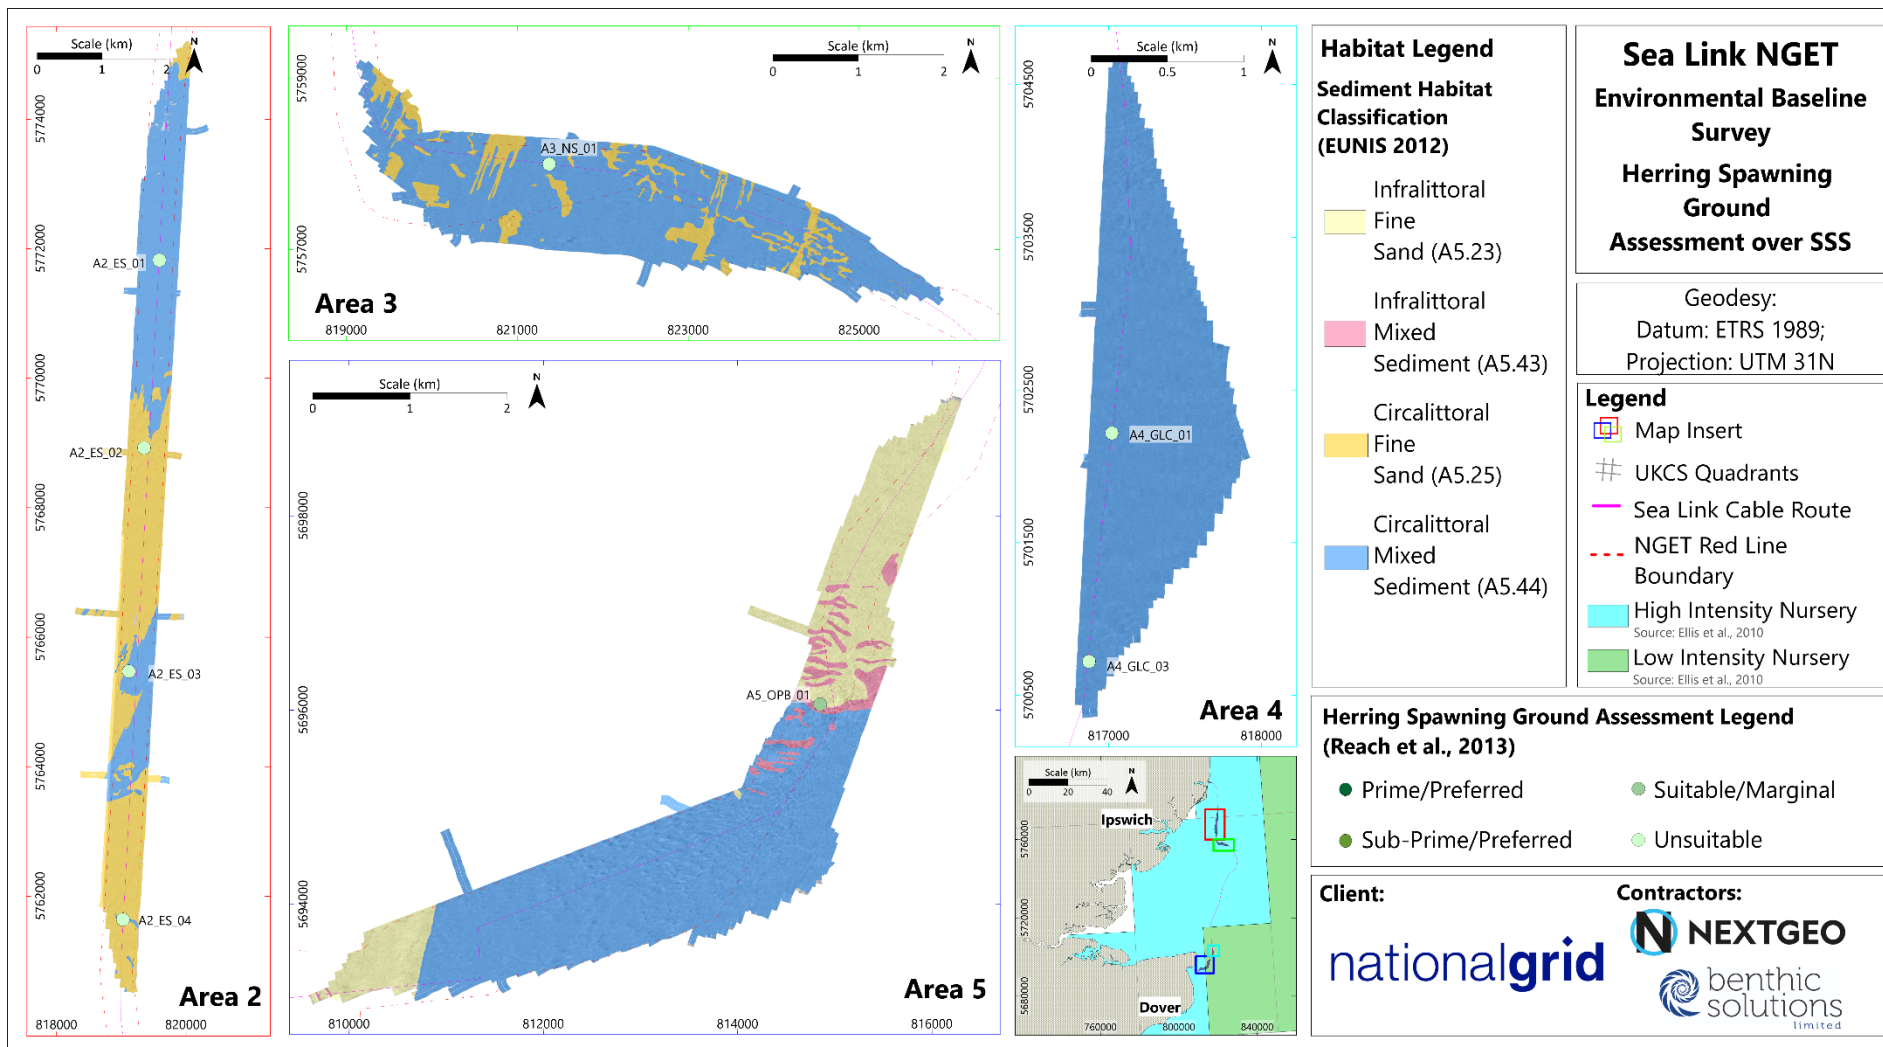 Scale (km)
N
0 1 2
5774000
5772000
5770000
5768000
5766000
5764000
5762000
A2_ES_01
A2_ES_02
A2_ES_03
A2_ES_04
Area 2
818000 820000
Scale (km)
N
0 1 2
5759000
5757000
A3_NS_01
Area 3
819000 821000 823000 825000
Scale (km)
N
0 1 2
5698000
5696000
5694000
A5_OPB_01
Area 5
810000 812000 814000 816000
Scale (km)
N
0 0.5 1
5704500
5703500
5702500
5701500
5700500
A4_GLC_01
A4_GLC_03
Area 4
817000 818000
Scale (km)
N
0 20 40
Ipswich
Dover
5760000
5720000
5680000
760000 800000 840000
Habitat Legend
Sediment Habitat
Classification
(EUNIS 2012)
Infralittoral
Fine
Sand (A5.23)
Infralittoral
Mixed
Sediment (A5.43)
Circalittoral
Fine
Sand (A5.25)
Circalittoral
Mixed
Sediment (A5.44)
Sea Link NGET
Environmental Baseline
Survey
Herring Spawning
Ground
Assessment over SSS
Geodesy:
Datum: ETRS 1989;
Projection: UTM 31N
Legend
Map Insert
UKCS Quadrants
Sea Link Cable Route
NGET Red Line
Boundary
High Intensity Nursery
Source: Ellis et al., 2010
Low Intensity Nursery
Source: Ellis et al., 2010
Herring Spawning Ground Assessment Legend
(Reach et al., 2013)
Prime/Preferred
Suitable/Marginal
Sub-Prime/Preferred
Unsuitable
Client:
nationalgrid
Contractors:
N NEXTGEO
benthic
solutions
limited